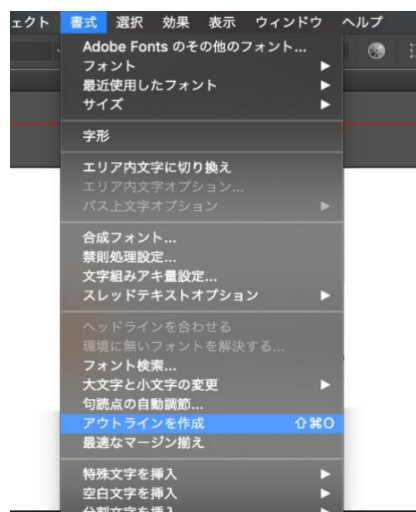 ェクト 書式 選択 効果 表示 ウィンドウ ヘルプ
Adobe Fonts のその他のフォント...
フォント
最近使用したフォント
サイズ
字形
エリア内文字に切り換え
エリア内文字オプション...
パス上文字オプション
合成フォント...
禁則処理設定...
文字組みアキ量設定...
スレッドテキストオプション
ヘッドラインを合わせる
環境に無いフォントを解決する...
フォント検索...
大文字と小文字の変更
句読点の自動調節...
アウトラインを作成 ⇧⌘O
最適なマージン揃え
特殊文字を挿入
空白文字を挿入
分割文字を挿入